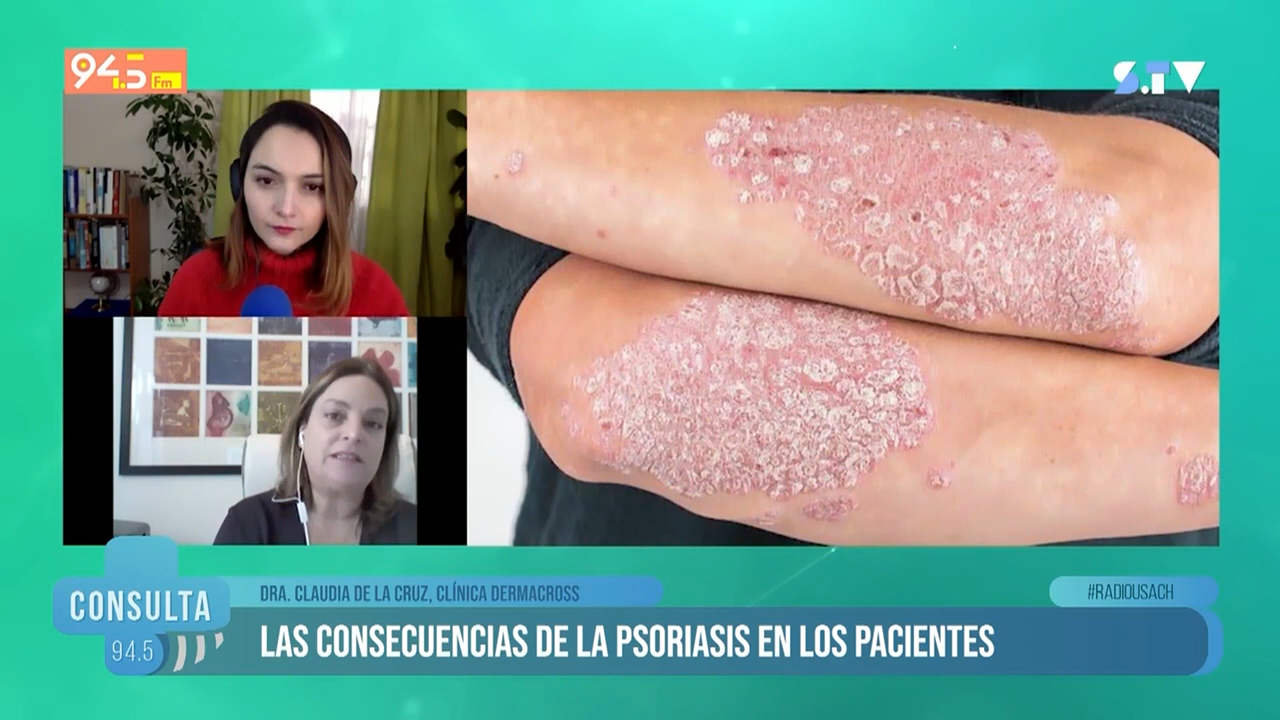 94.5 Fm
S.TV
DRA. CLAUDIA DE LA CRUZ, CLÍNICA DERMACROSS
#RADIOUSACH
CONSULTA
94.5
LAS CONSECUENCIAS DE LA PSORIASIS EN LOS PACIENTES